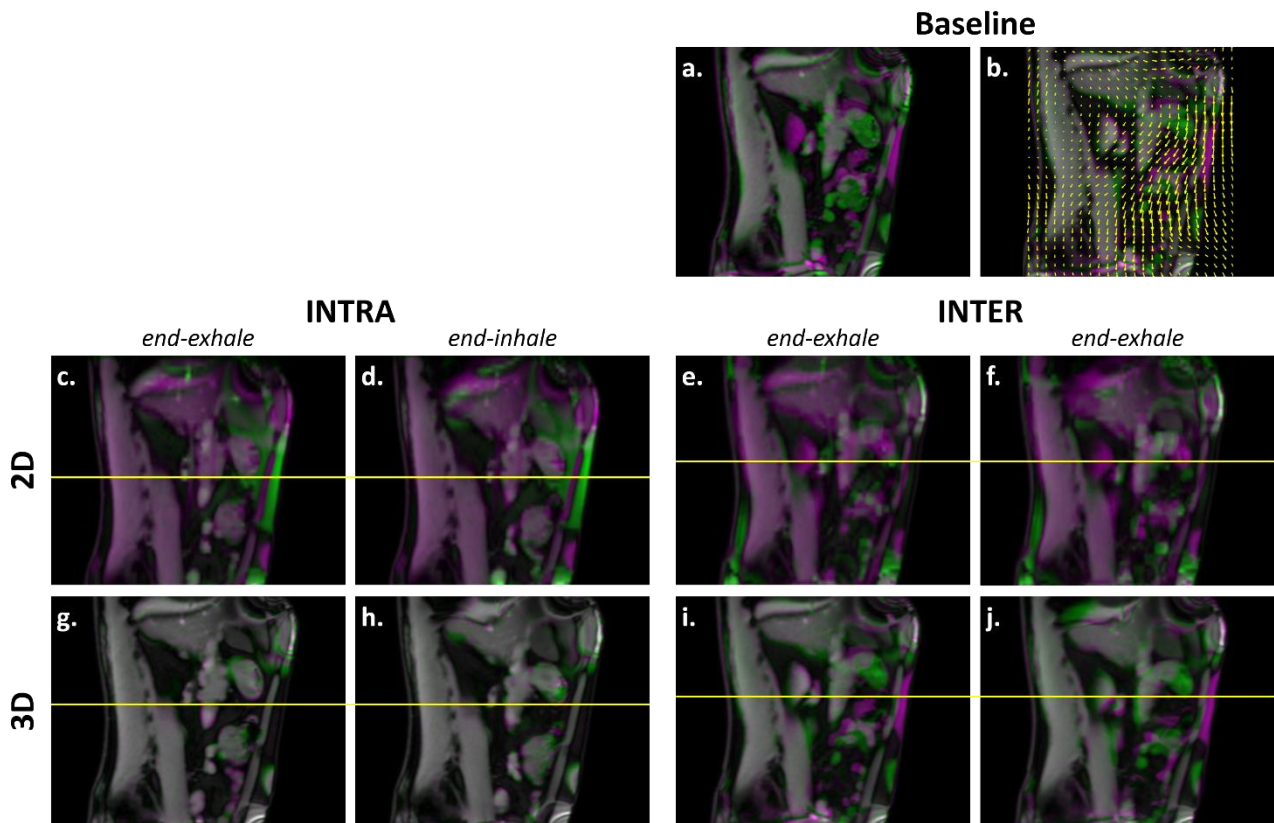 Baseline
a. b.
INTRA INTER
end-exhale end-inhale end-exhale end-exhale
c. d. e. f.
2D
g. h. i. j.
3D